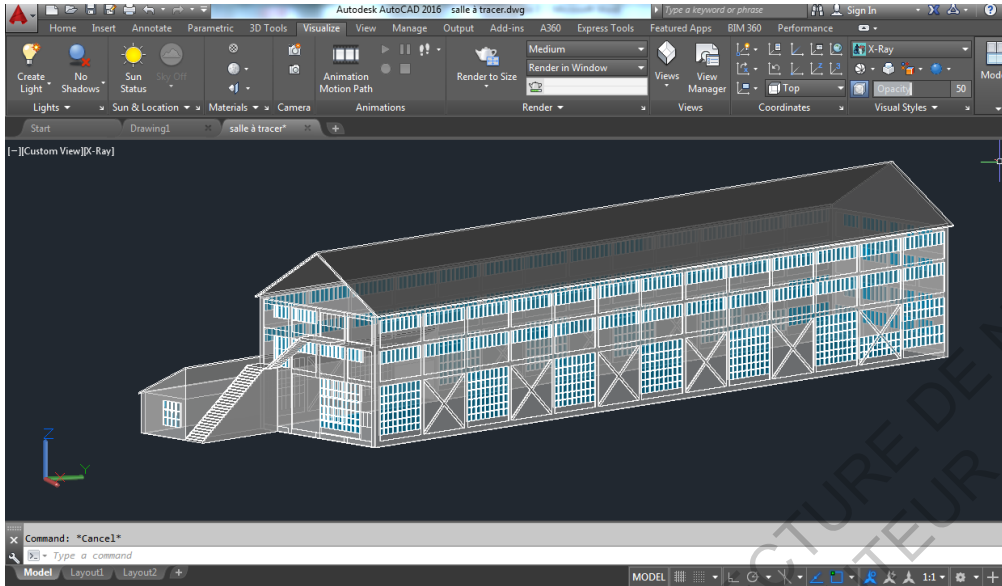 Autodesk AutoCAD 2016 salle à tracer.dwg
Type a keyword or phrase
Sign In
Home Insert Annotate Parametric 3D Tools Visualize View Manage Output Add-ins A360 Express Tools Featured Apps BIM 360 Performance
Create Light
No Shadows
Sun Status
Sky Off
Animation Motion Path
Render to Size
Medium
Render in Window
Views
View Manager
Top
X-Ray
Opacity 50
Lights Sun & Location Materials Camera Animations Render Views Coordinates Visual Styles
Start Drawing1 salle à tracer* +
[−][Custom View][X-Ray]
Z
Y
Command: *Cancel*
Type a command
Model Layout1 Layout2 +
MODEL 1:1